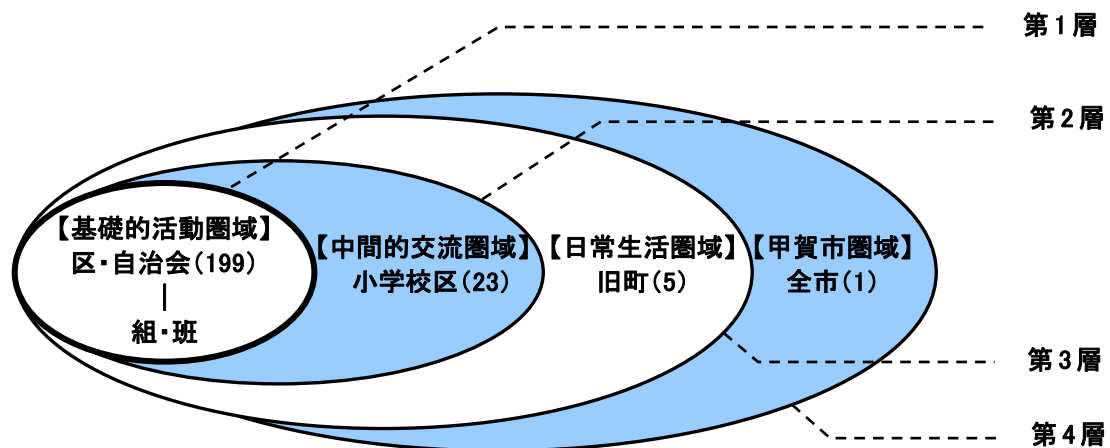 第1層
第2層
【基礎的活動圏域】
区・自治会(199)
|
組・班
【中間的交流圏域】
小学校区(23)
【日常生活圏域】
旧町(5)
【甲賀市圏域】
全市(1)
第3層
第4層